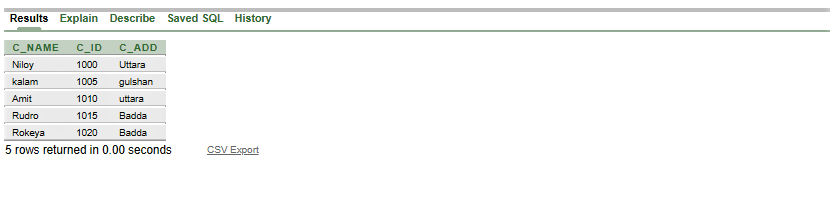 Results Explain Describe Saved SQL History
C_NAME C_ID C_ADD
Niloy 1000 Uttara
kalam 1005 gulshan
Amit 1010 uttara
Rudro 1015 Badda
Rokeya 1020 Badda
5 rows returned in 0.00 seconds CSV Export